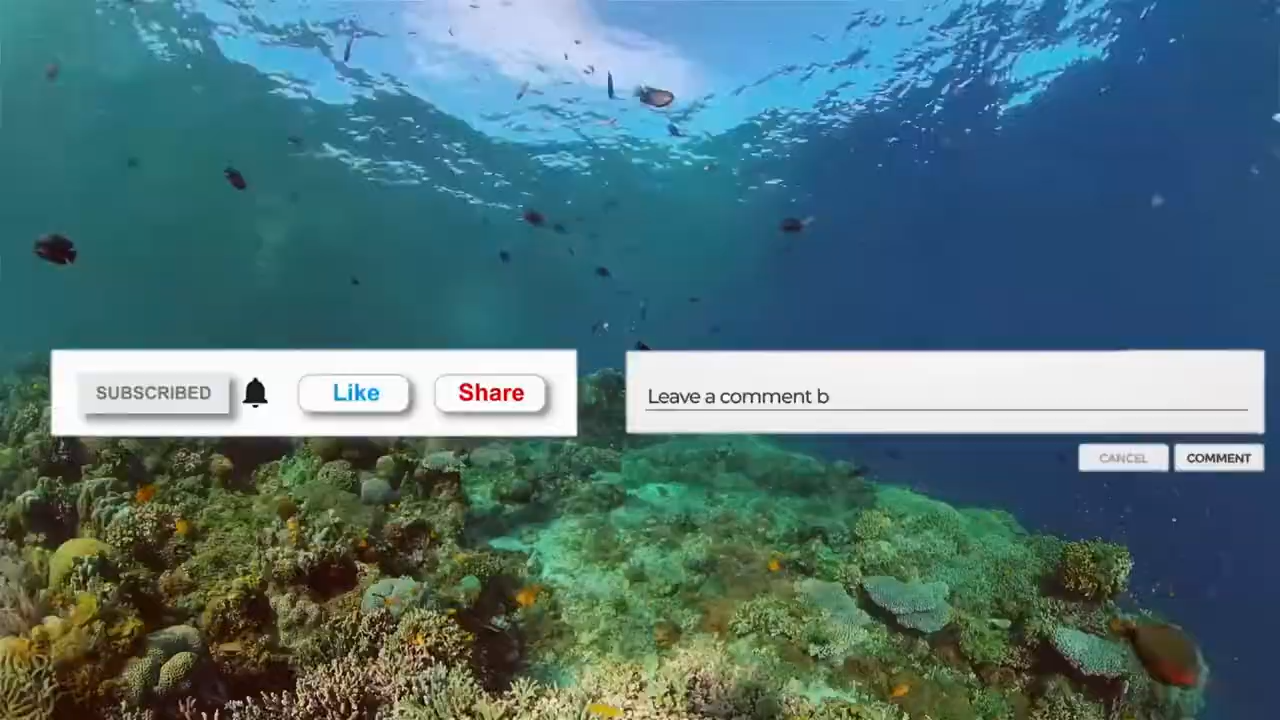 SUBSCRIBED
Like
Share
Leave a comment b
CANCEL
COMMENT